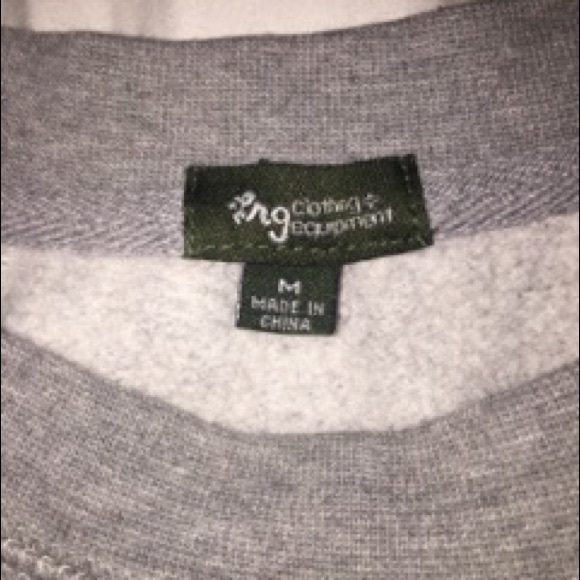 ng Clothing +
Equipment
M
MADE IN
CHINA